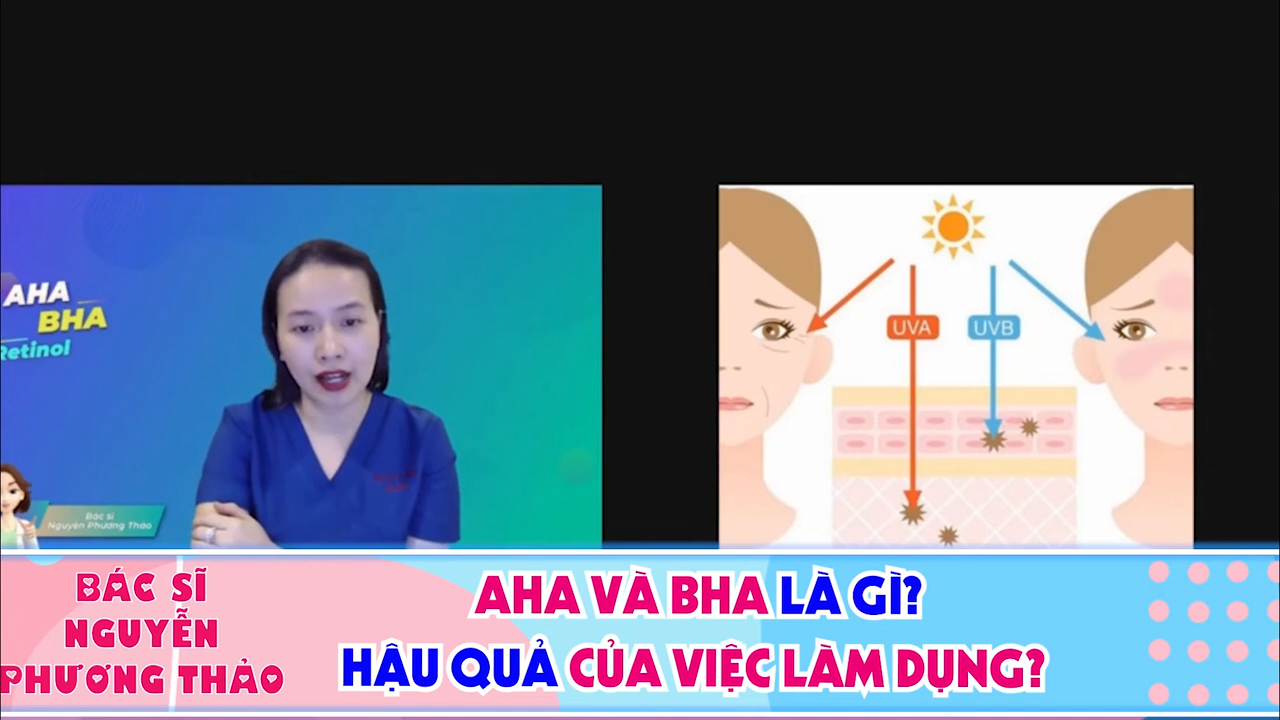 AHA
BHA
Retinol
Bác sĩ
Nguyễn Phương Thảo
UVA
UVB
BÁC SĨ
NGUYỄN
PHƯƠNG THẢO
AHA VÀ BHA LÀ GÌ?
HẬU QUẢ CỦA VIỆC LÀM DỤNG?